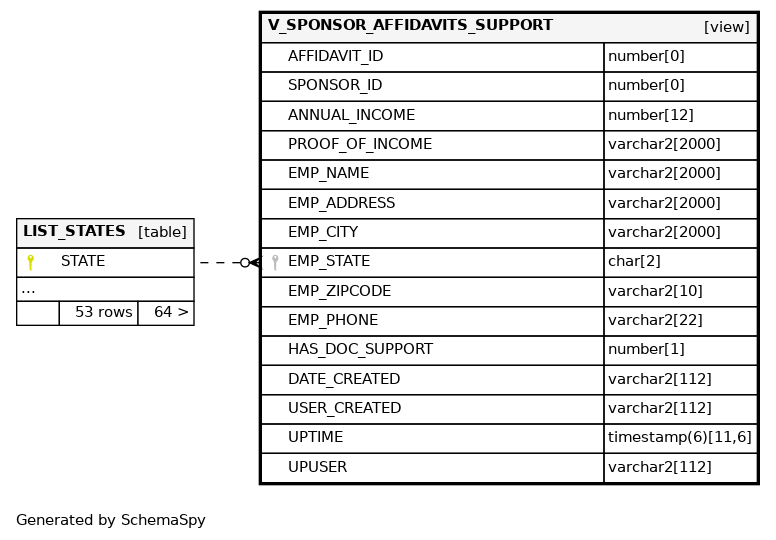 V_SPONSOR_AFFIDAVITS_SUPPORT [view]
AFFIDAVIT_ID number[0]
SPONSOR_ID number[0]
ANNUAL_INCOME number[12]
PROOF_OF_INCOME varchar2[2000]
EMP_NAME varchar2[2000]
EMP_ADDRESS varchar2[2000]
EMP_CITY varchar2[2000]
EMP_STATE char[2]
EMP_ZIPCODE varchar2[10]
EMP_PHONE varchar2[22]
HAS_DOC_SUPPORT number[1]
DATE_CREATED varchar2[112]
USER_CREATED varchar2[112]
UPTIME timestamp(6)[11,6]
UPUSER varchar2[112]
LIST_STATES [table]
STATE
...
53 rows 64 >
Generated by SchemaSpy